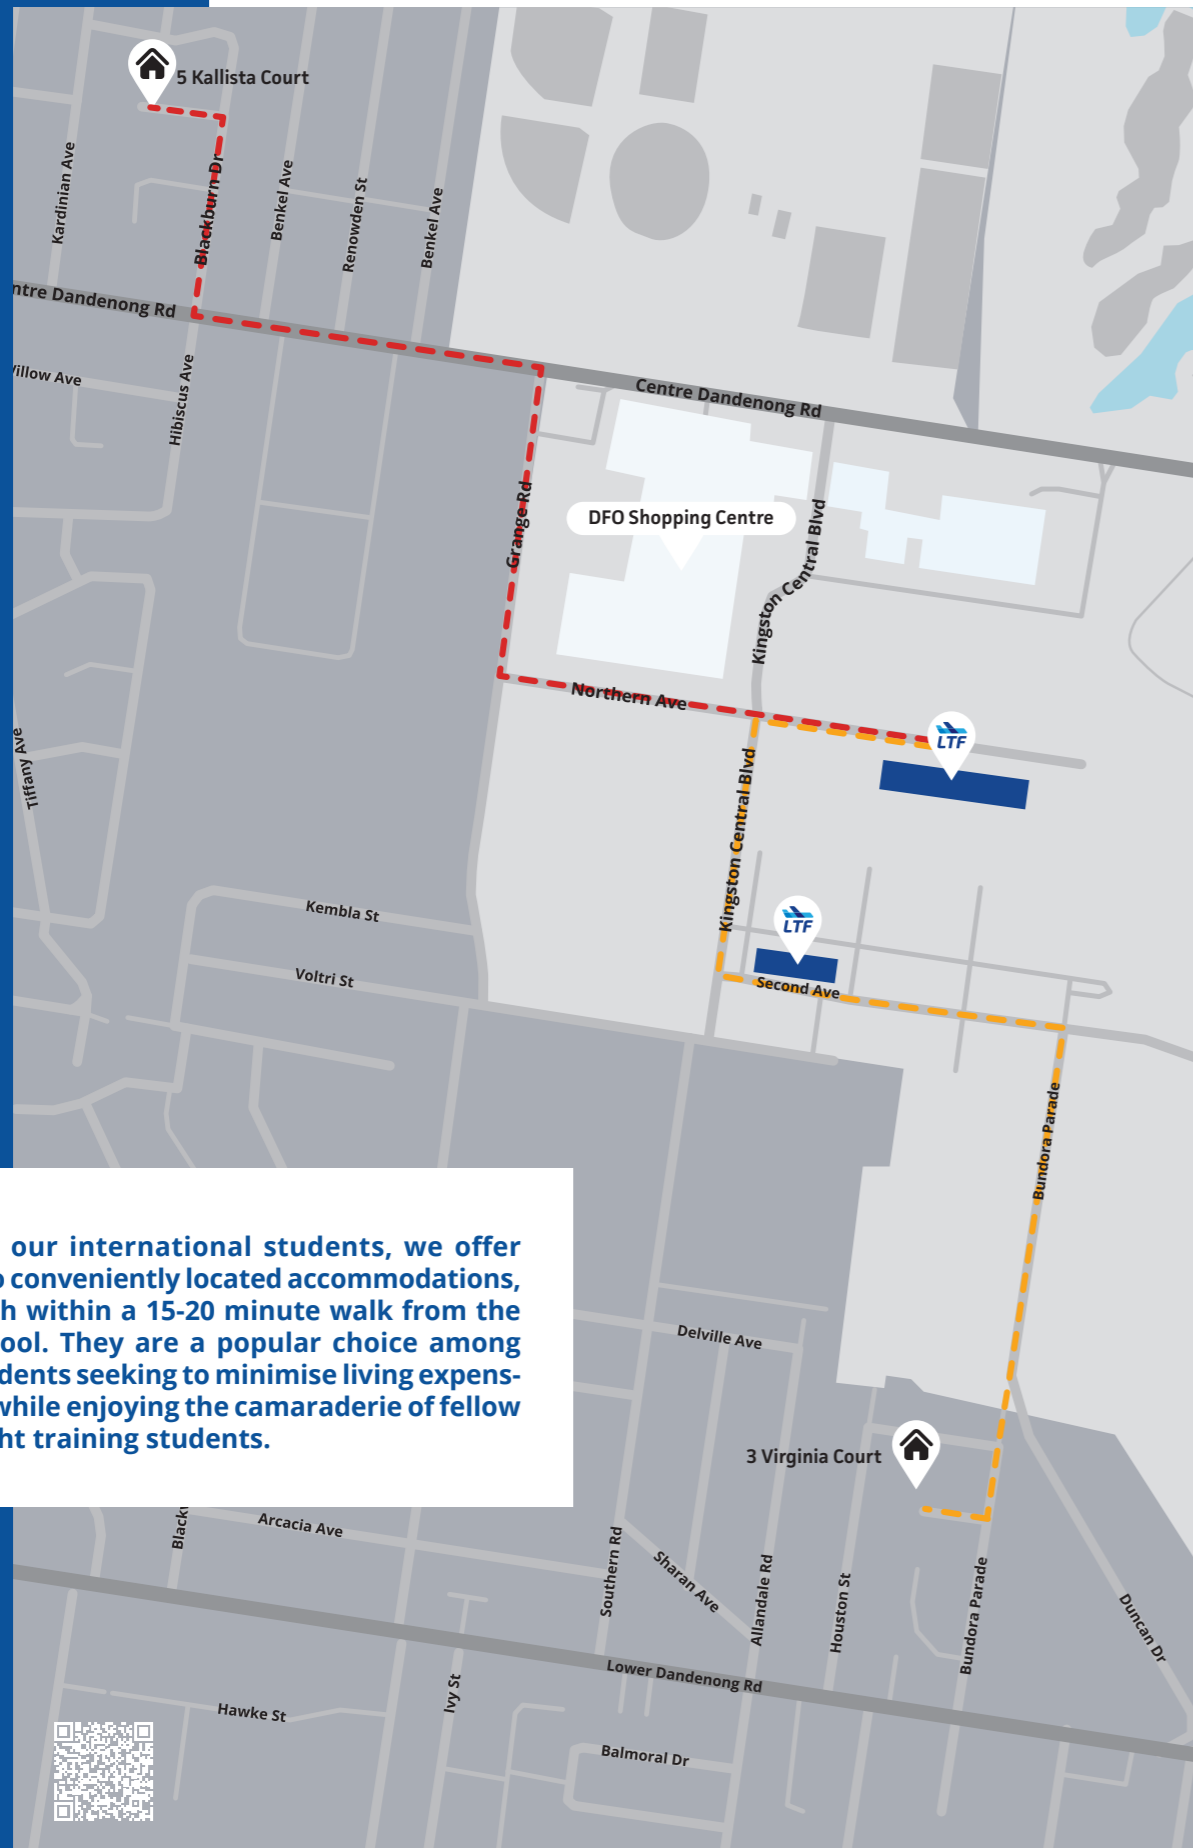 5 Kallista Court
Kardinian Ave
Blackburn Dr
Benkel Ave
Renowden St
Benkel Ave
ntre Dandenong Rd
illow Ave
Hibiscus Ave
Centre Dandenong Rd
Grange Rd
DFO Shopping Centre
Kingston Central Blvd
Northern Ave
LTF
Tiffany Ave
Kingston Central Blvd
Kembla St
LTF
Voltri St
Second Ave
Bundora Parade
our international students, we offer
o conveniently located accommodations,
h within a 15-20 minute walk from the
ool. They are a popular choice among
dents seeking to minimise living expens-
while enjoying the camaraderie of fellow
ht training students.
Delville Ave
3 Virginia Court
Blackw
Arcacia Ave
Southern Rd
Sharan Ave
Allandale Rd
Houston St
Bundora Parade
Duncan Dr
Lower Dandenong Rd
Ivy St
Hawke St
Balmoral Dr